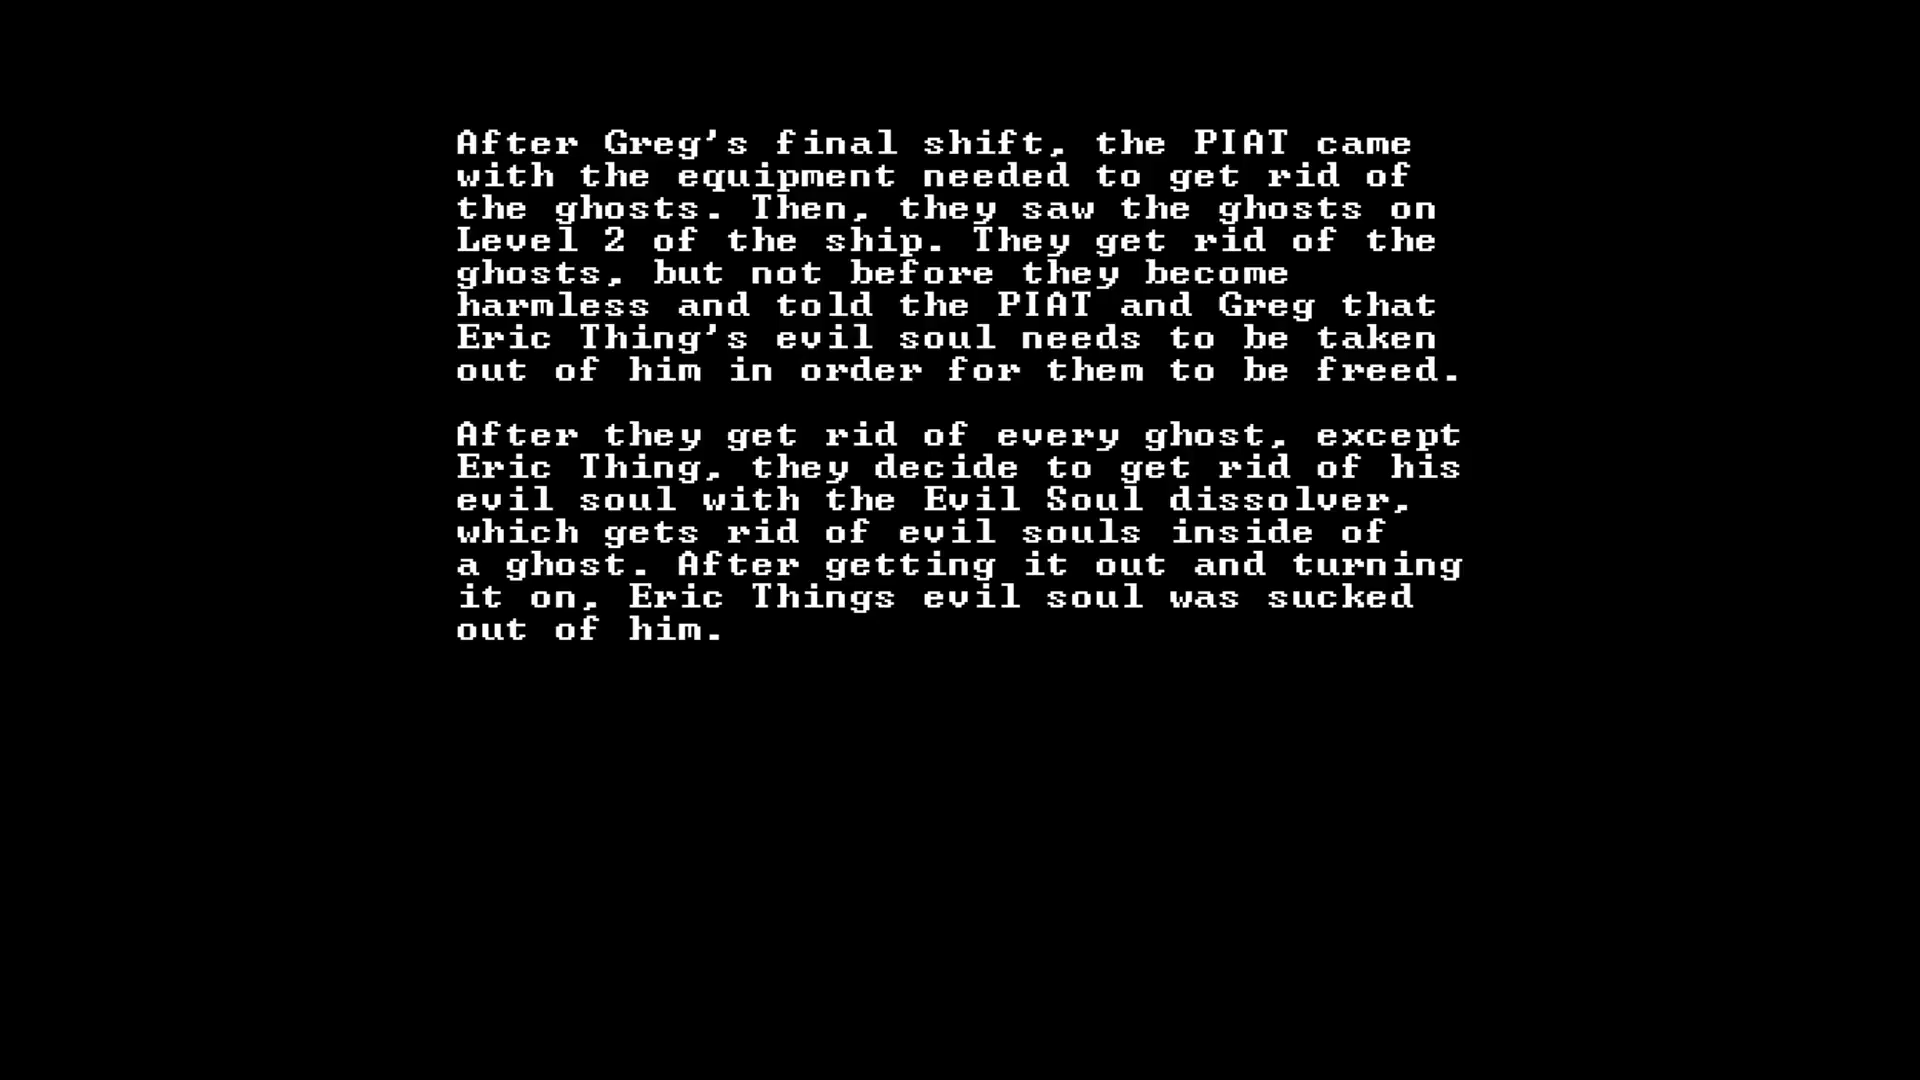 After Greg's final shift, the PIAT came
with the equipment needed to get rid of
the ghosts. Then, they saw the ghosts on
Level 2 of the ship. They get rid of the
ghosts, but not before they become
harmless and told the PIAT and Greg that
Eric Thing's evil soul needs to be taken
out of him in order for them to be freed.
After they get rid of every ghost, except
Eric Thing, they decide to get rid of his
evil soul with the Evil Soul dissolver,
which gets rid of evil souls inside of
a ghost. After getting it out and turning
it on, Eric Things evil soul was sucked
out of him.